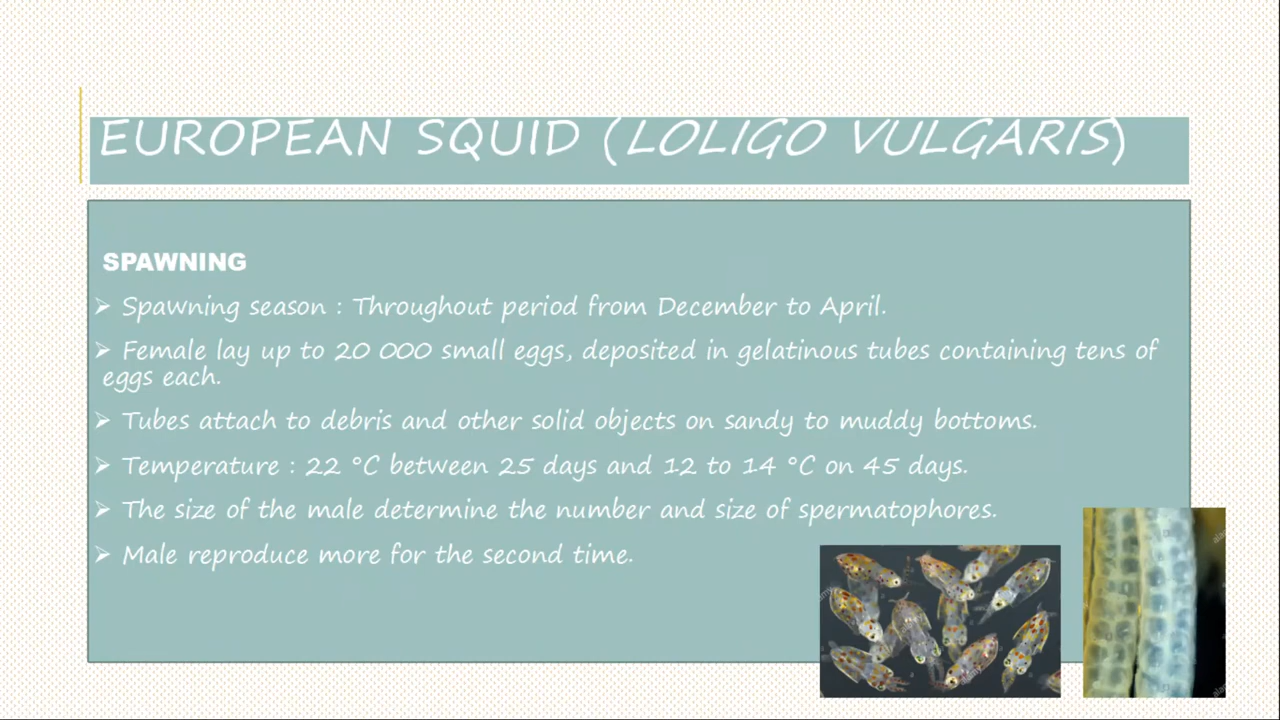 EUROPEAN SQUID (LOLIGO VULGARIS)
SPAWNING
➢ Spawning season : Throughout period from December to April.
➢ Female lay up to 20 000 small eggs, deposited in gelatinous tubes containing tens of
eggs each.
➢ Tubes attach to debris and other solid objects on sandy to muddy bottoms.
➢ Temperature : 22 °C between 25 days and 12 to 14 °C on 45 days.
➢ The size of the male determine the number and size of spermatophores.
➢ Male reproduce more for the second time.